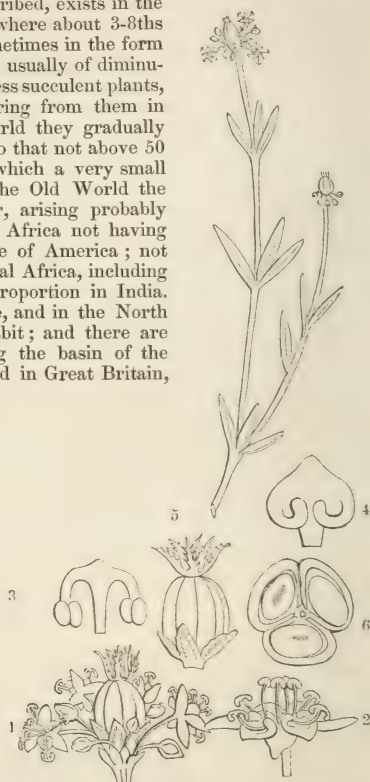 ribed, exists in the
where about 3-8ths
netimes in the form
usually of diminu-
ess succulent plants,
ring from them in
rld they gradually
o that not above 50
which a very small
he Old World the
r, arising probably
Africa not having
e of America; not
al Africa, including
roportion in India.
e, and in the North
bit; and there are
g the basin of the
d in Great Britain,
5
4
3
6
1
2